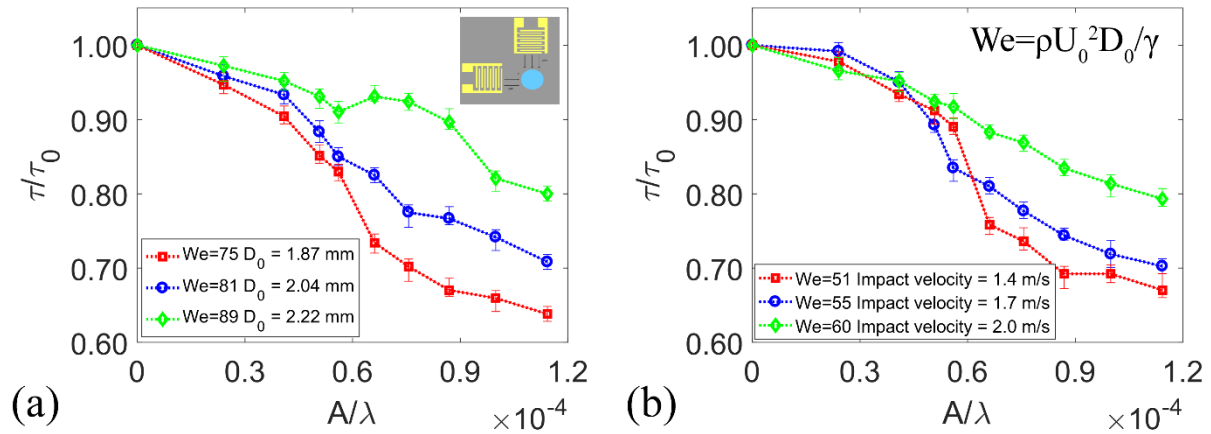 1.00
0.90
0.80
0.70
0.60
τ/τ₀
We=75 D₀ = 1.87 mm
We=81 D₀ = 2.04 mm
We=89 D₀ = 2.22 mm
0 0.3 0.6 0.9 1.2
A/λ ×10⁻⁴
(a)
We=ρU₀²D₀/γ
1.00
0.90
0.80
0.70
0.60
τ/τ₀
We=51 Impact velocity = 1.4 m/s
We=55 Impact velocity = 1.7 m/s
We=60 Impact velocity = 2.0 m/s
0 0.3 0.6 0.9 1.2
A/λ ×10⁻⁴
(b)